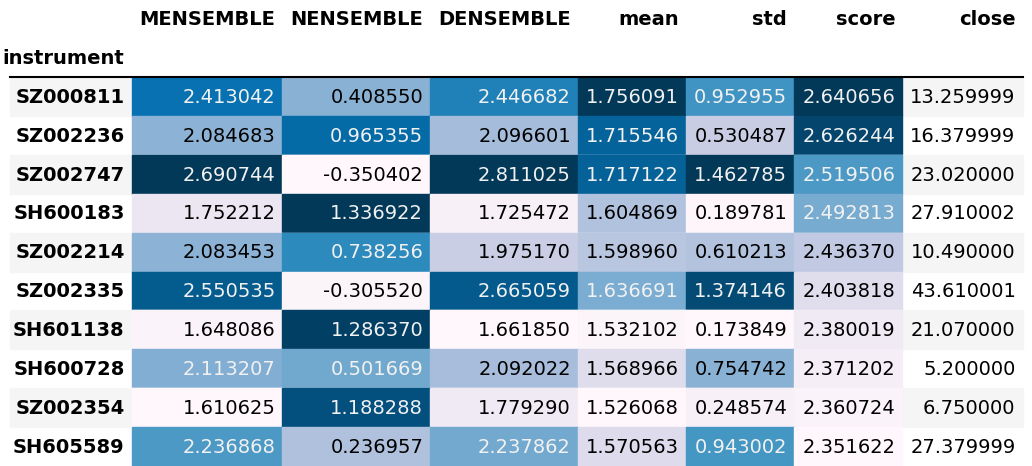 MENSEMBLE NENSEMBLE DENSEMBLE mean std score close
instrument
SZ000811 2.413042 0.408550 2.446682 1.756091 0.952955 2.640656 13.259999
SZ002236 2.084683 0.965355 2.096601 1.715546 0.530487 2.626244 16.379999
SZ002747 2.690744 -0.350402 2.811025 1.717122 1.462785 2.519506 23.020000
SH600183 1.752212 1.336922 1.725472 1.604869 0.189781 2.492813 27.910002
SZ002214 2.083453 0.738256 1.975170 1.598960 0.610213 2.436370 10.490000
SZ002335 2.550535 -0.305520 2.665059 1.636691 1.374146 2.403818 43.610001
SH601138 1.648086 1.286370 1.661850 1.532102 0.173849 2.380019 21.070000
SH600728 2.113207 0.501669 2.092022 1.568966 0.754742 2.371202 5.200000
SZ002354 1.610625 1.188288 1.779290 1.526068 0.248574 2.360724 6.750000
SH605589 2.236868 0.236957 2.237862 1.570563 0.943002 2.351622 27.379999